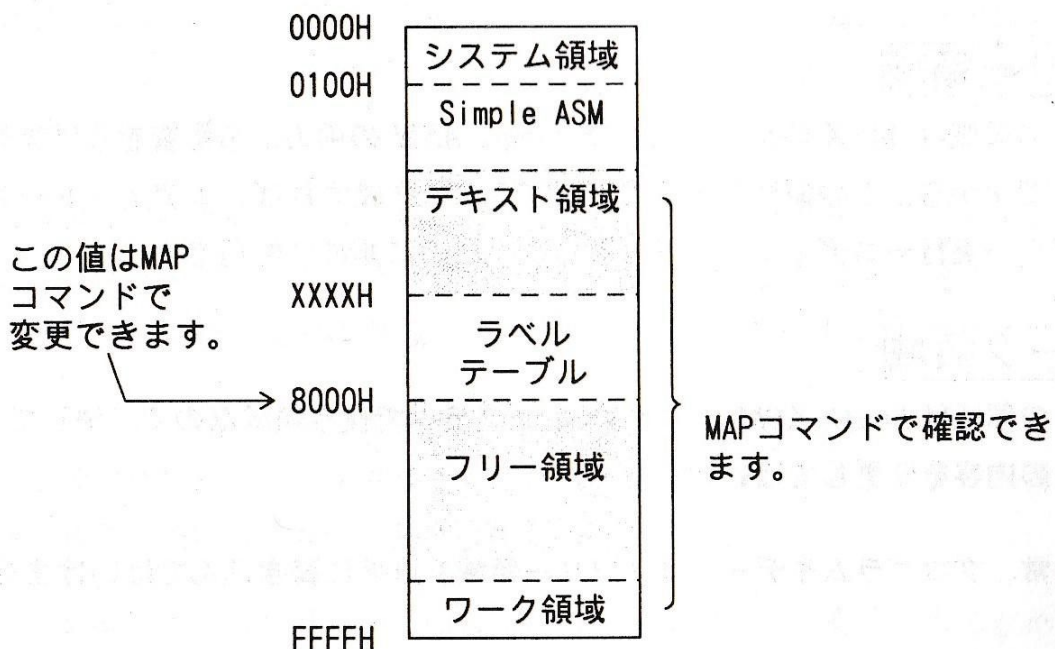 0000H
システム領域
0100H
Simple ASM
テキスト領域
この値はMAP
コマンドで
変更できます。
XXXXH
ラベル
テーブル
8000H
フリー領域
MAPコマンドで確認でき
ます。
ワーク領域
FFFFH